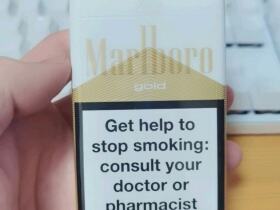 Marlboro
gold
Get help to
stop smoking:
consult your
doctor or
pharmacist